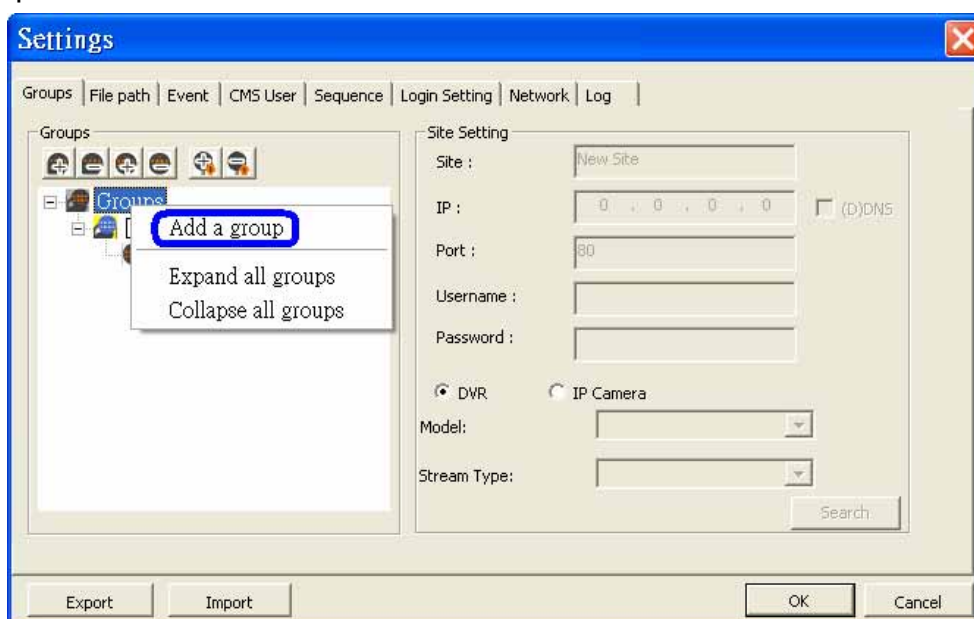 Settings
Groups File path Event CMS User Sequence Login Setting Network Log
Groups
Groups
Add a group
Expand all groups
Collapse all groups
Site Setting
Site : New Site
IP : 0 . 0 . 0 . 0 (D)DNS
Port : 80
Username :
Password :
DVR IP Camera
Model:
Stream Type:
Search
Export Import OK Cancel